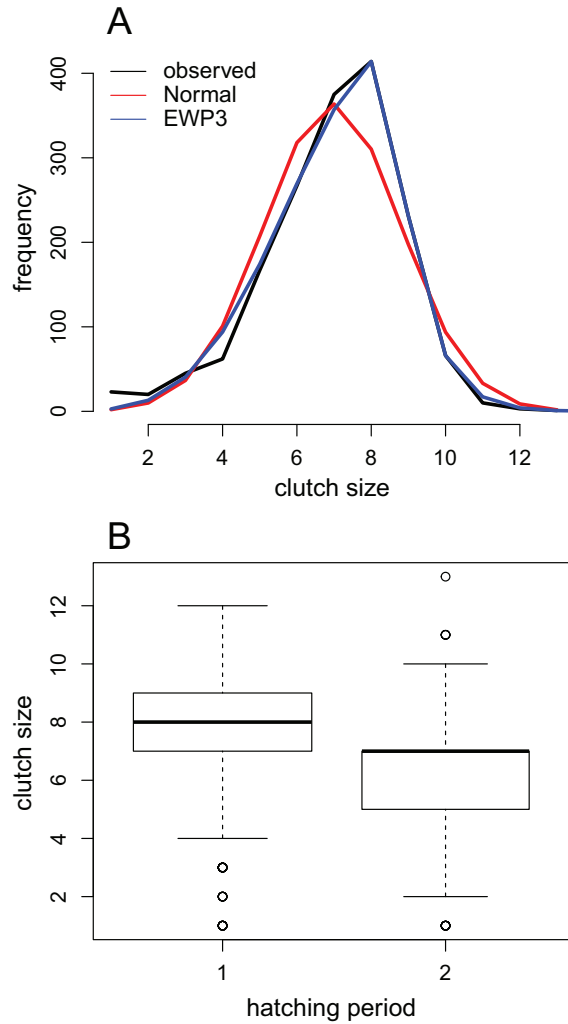 A
400
300
200
100
0
frequency
observed
Normal
EWP3
2 4 6 8 10 12
clutch size
B
12
10
8
6
4
2
clutch size
1 2
hatching period